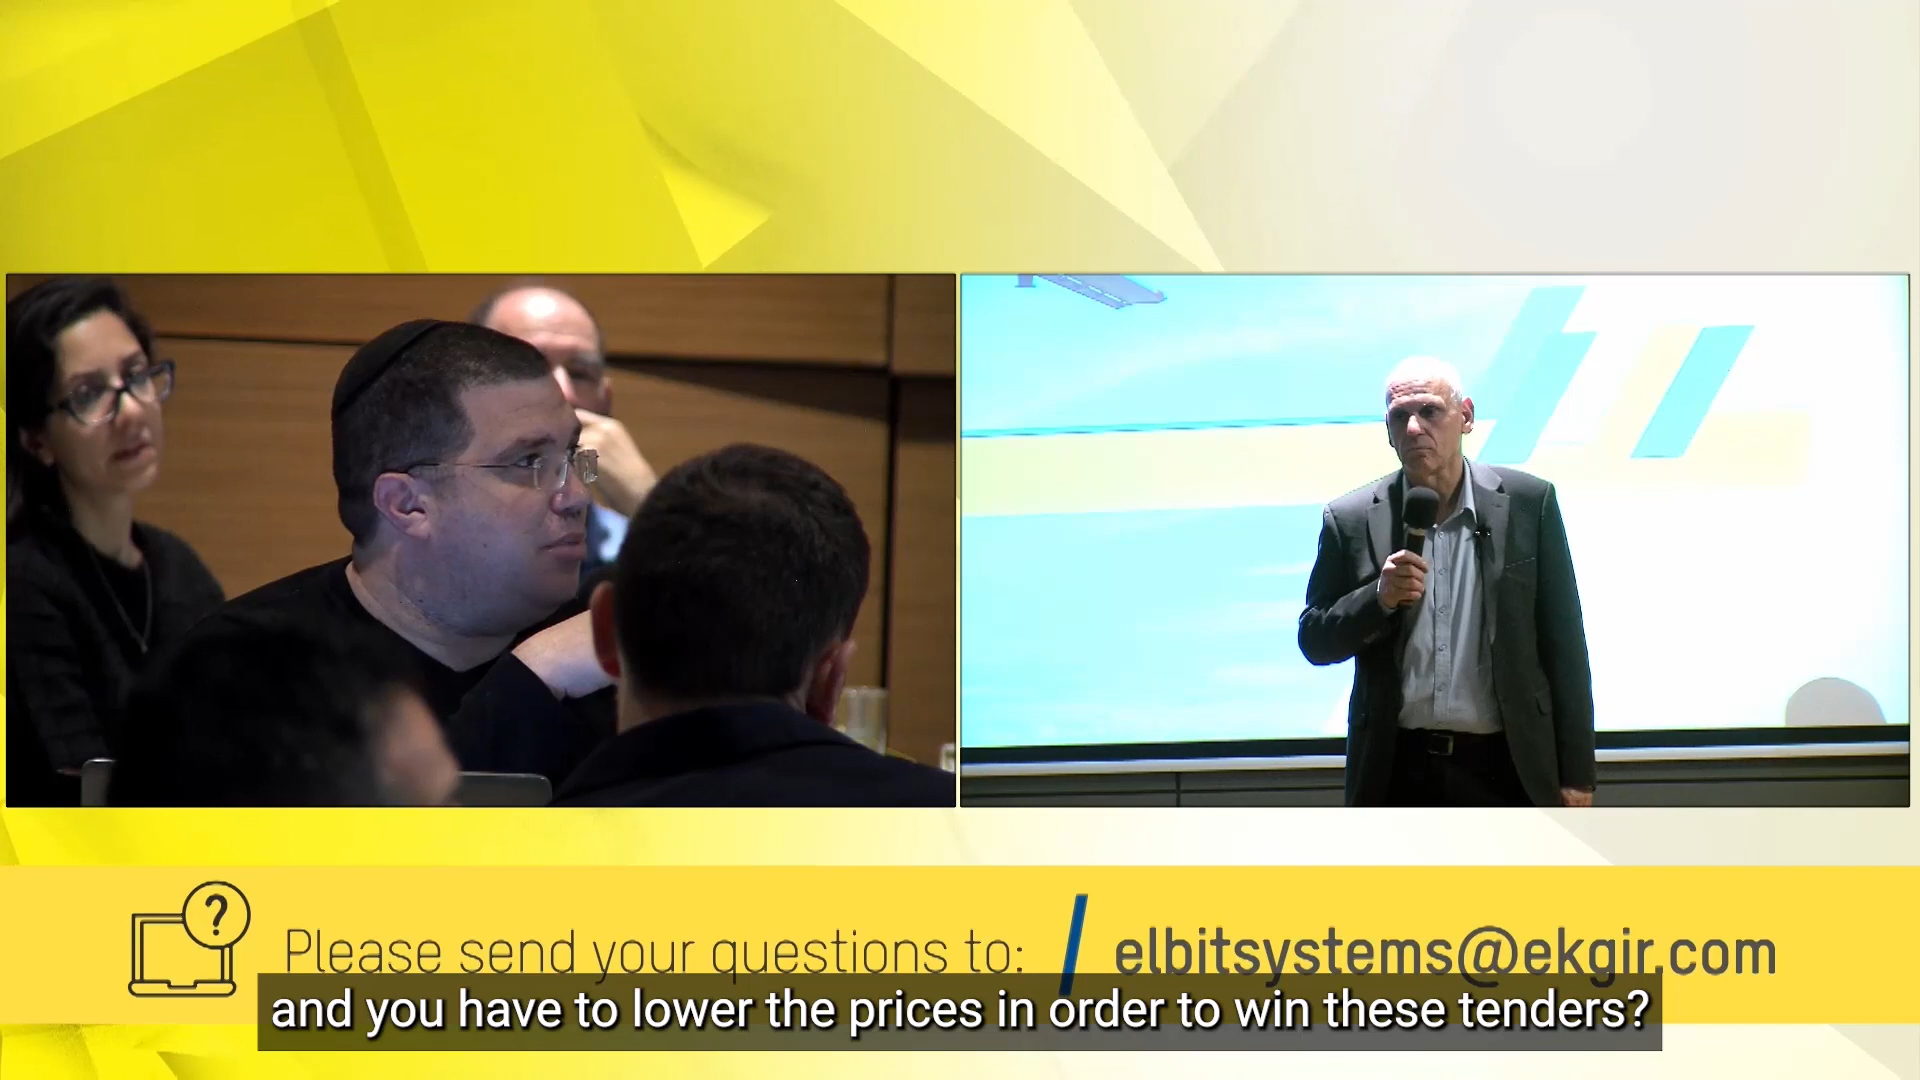 ?
Please send your questions to:
elbitsystems@ekgir.com
and you have to lower the prices in order to win these tenders?